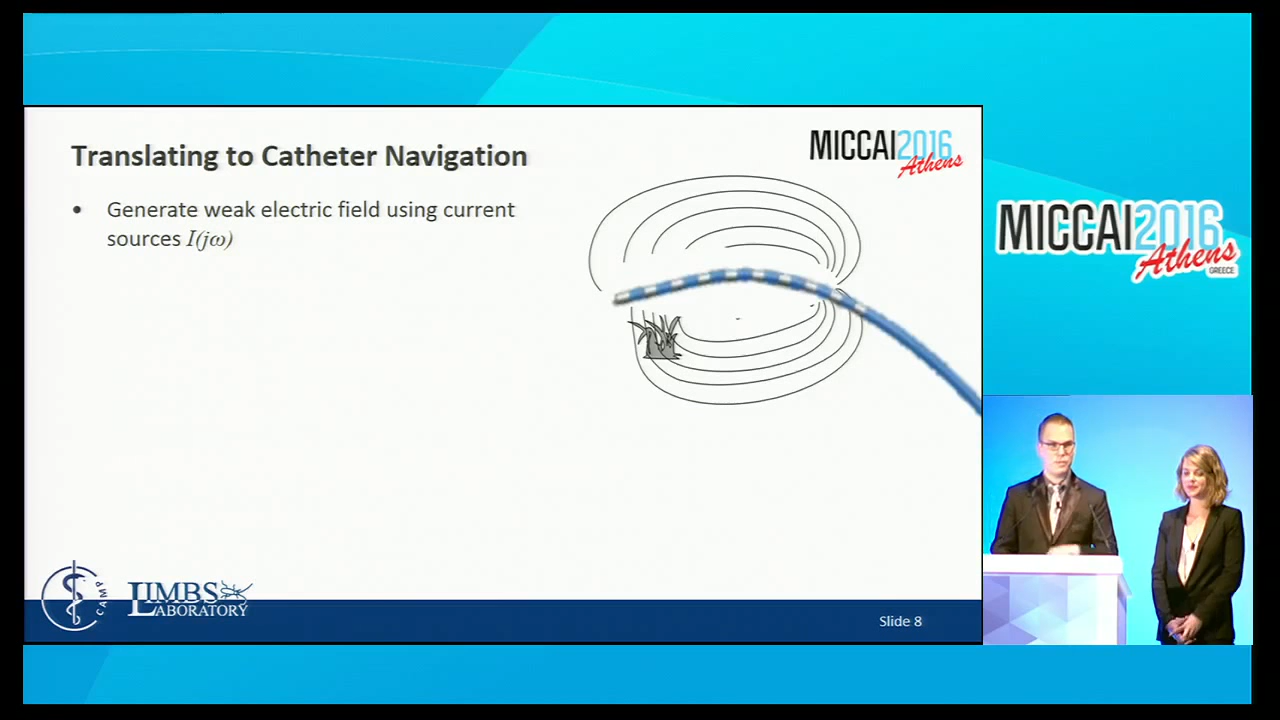 Translating to Catheter Navigation
MICCAI2016
Athens
• Generate weak electric field using current
sources I(jω)
MICCAI2016
Athens
GREECE
CAMP
LIMBS
LABORATORY
Slide 8